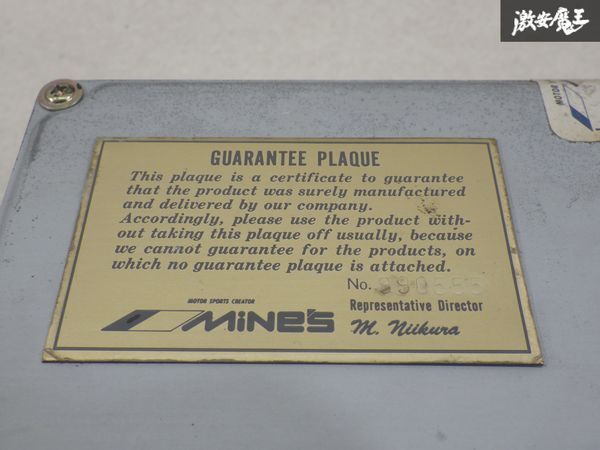 激安魔王
MOTOR
GUARANTEE PLAQUE
This plaque is a certificate to guarantee
that the product was surely manufactured
and delivered by our company.
Accordingly, please use the product with-
out taking this plaque off usually, because
we cannot guarantee for the products, on
which no guarantee plaque is attached.
No.
MOTOR SPORTS CREATOR
MiNe's
Representative Director
M. Niikura